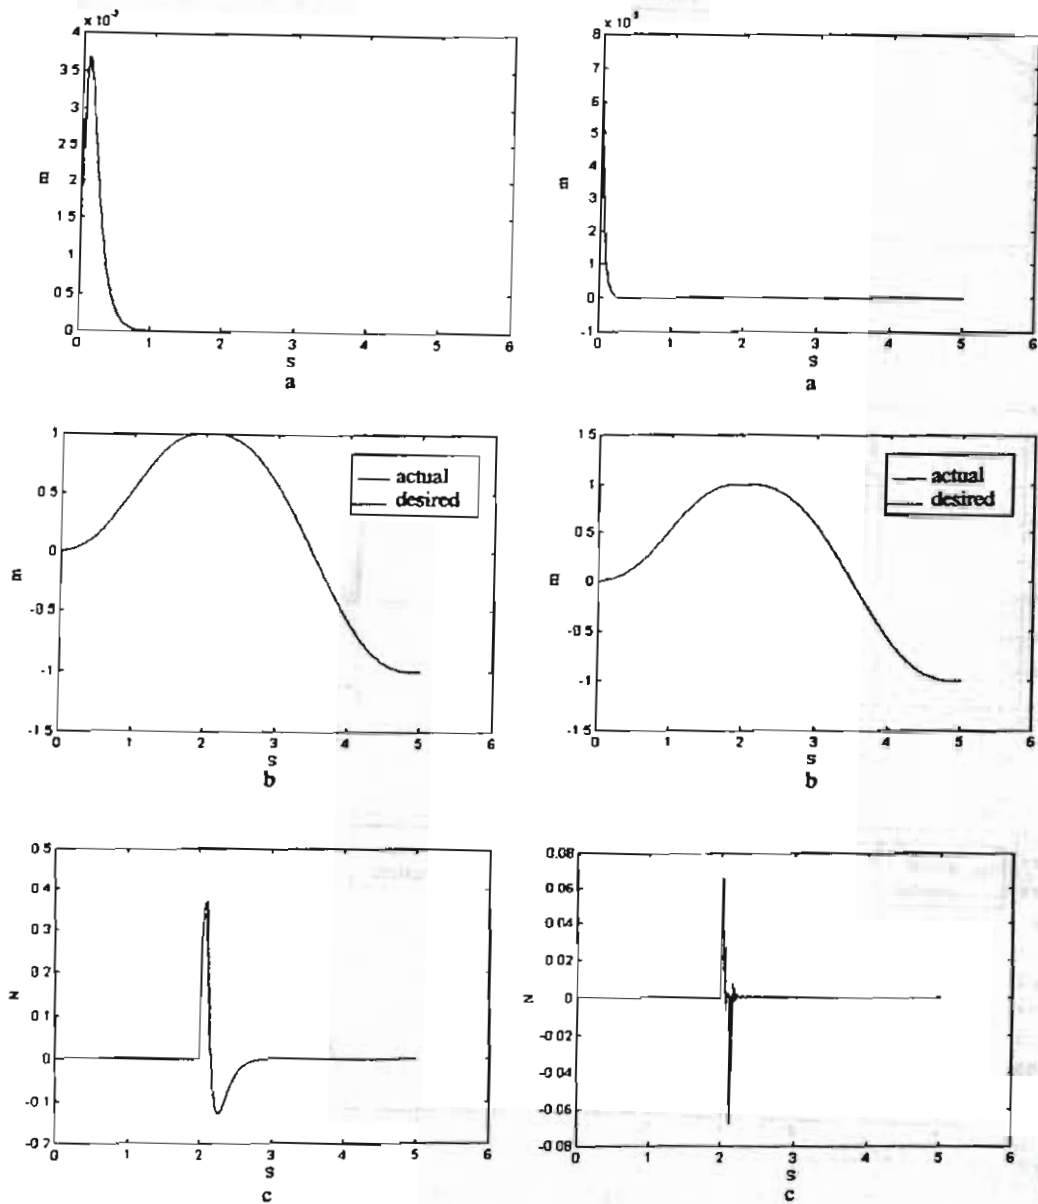 x 10⁻³
4
3 5
3
2.5
2
1 5
1
0 5
0
m
0 1 2 3 4 5 6
S
a
x 10³
8
7
6
5
4
3
2
1
0
-1
m
0 1 2 3 4 5 6
S
a
1
0 5
0
-0 5
-1
-1 5
m
actual
desired
0 1 2 3 4 5 6
S
b
1.5
1
0.5
0
-0 5
-1
-1 5
m
actual
desired
0 1 2 3 4 5 6
S
b
0.5
0 4
0.3
0.2
0.1
0
-0.1
-0.2
N
0 1 2 3 4 5 6
S
c
0.08
0.06
0 04
0.02
0
-0.02
-0.04
-0.06
-0.08
N
0 1 2 3 4 5 6
S
c